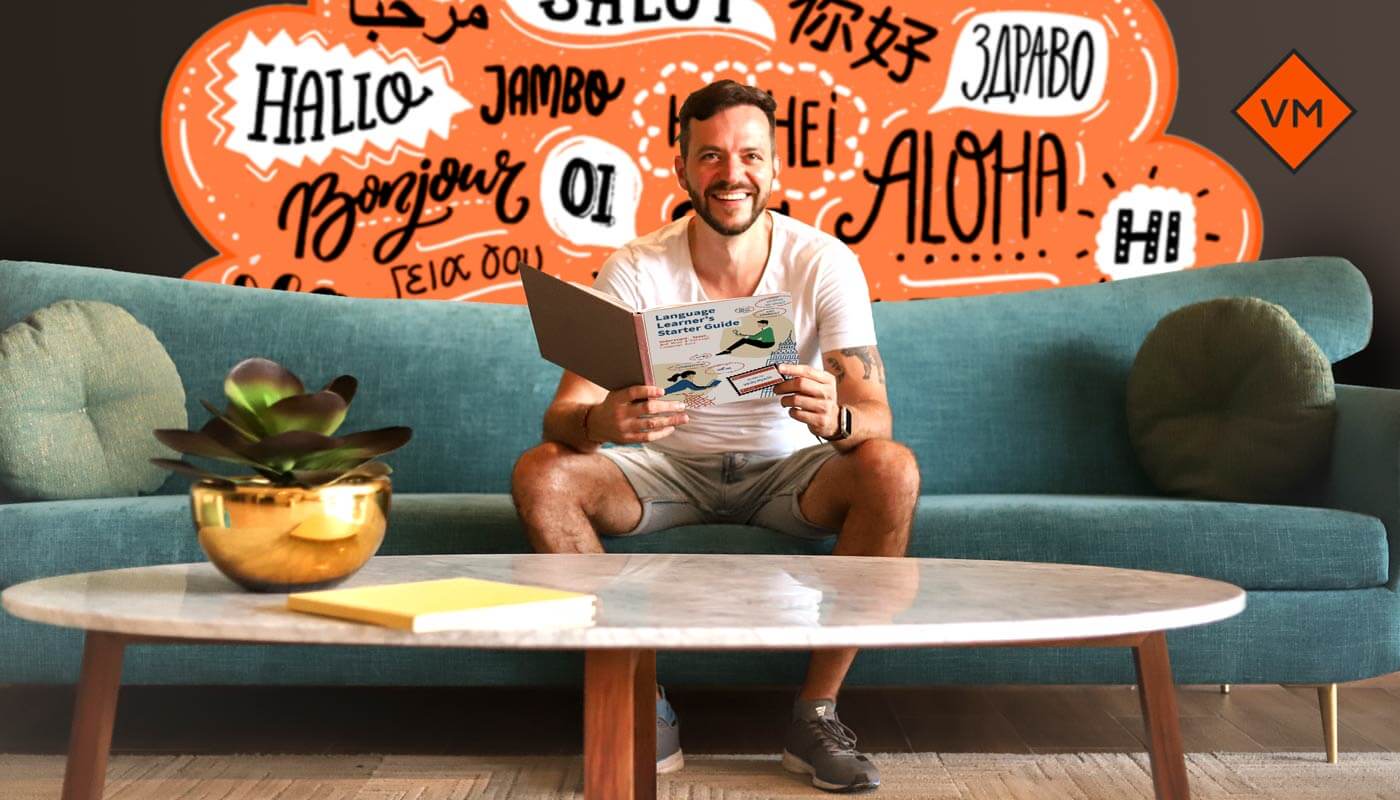 مرحبا
SALUT
你好
ЗДРАВО
HALLO
JAMBO
HEI
VM
Bonjour
OI
ALOHA
HI
Γεια σου
Language
Learner's
Starter Guide